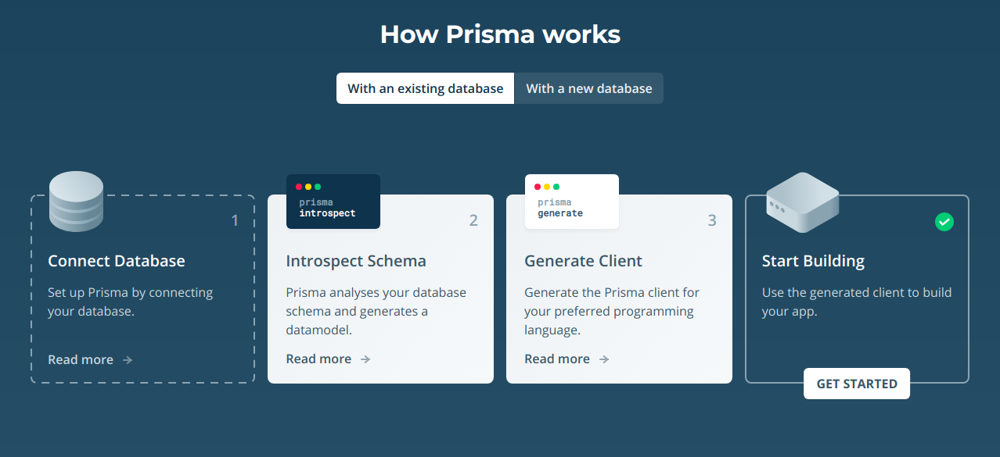 How Prisma works
With an existing database
With a new database
prisma
introspect
prisma
generate
1
2
3
Connect Database
Set up Prisma by connecting
your database.
Read more
Introspect Schema
Prisma analyses your database
schema and generates a
datamodel.
Read more
Generate Client
Generate the Prisma client for
your preferred programming
language.
Read more
Start Building
Use the generated client to build
your app.
GET STARTED